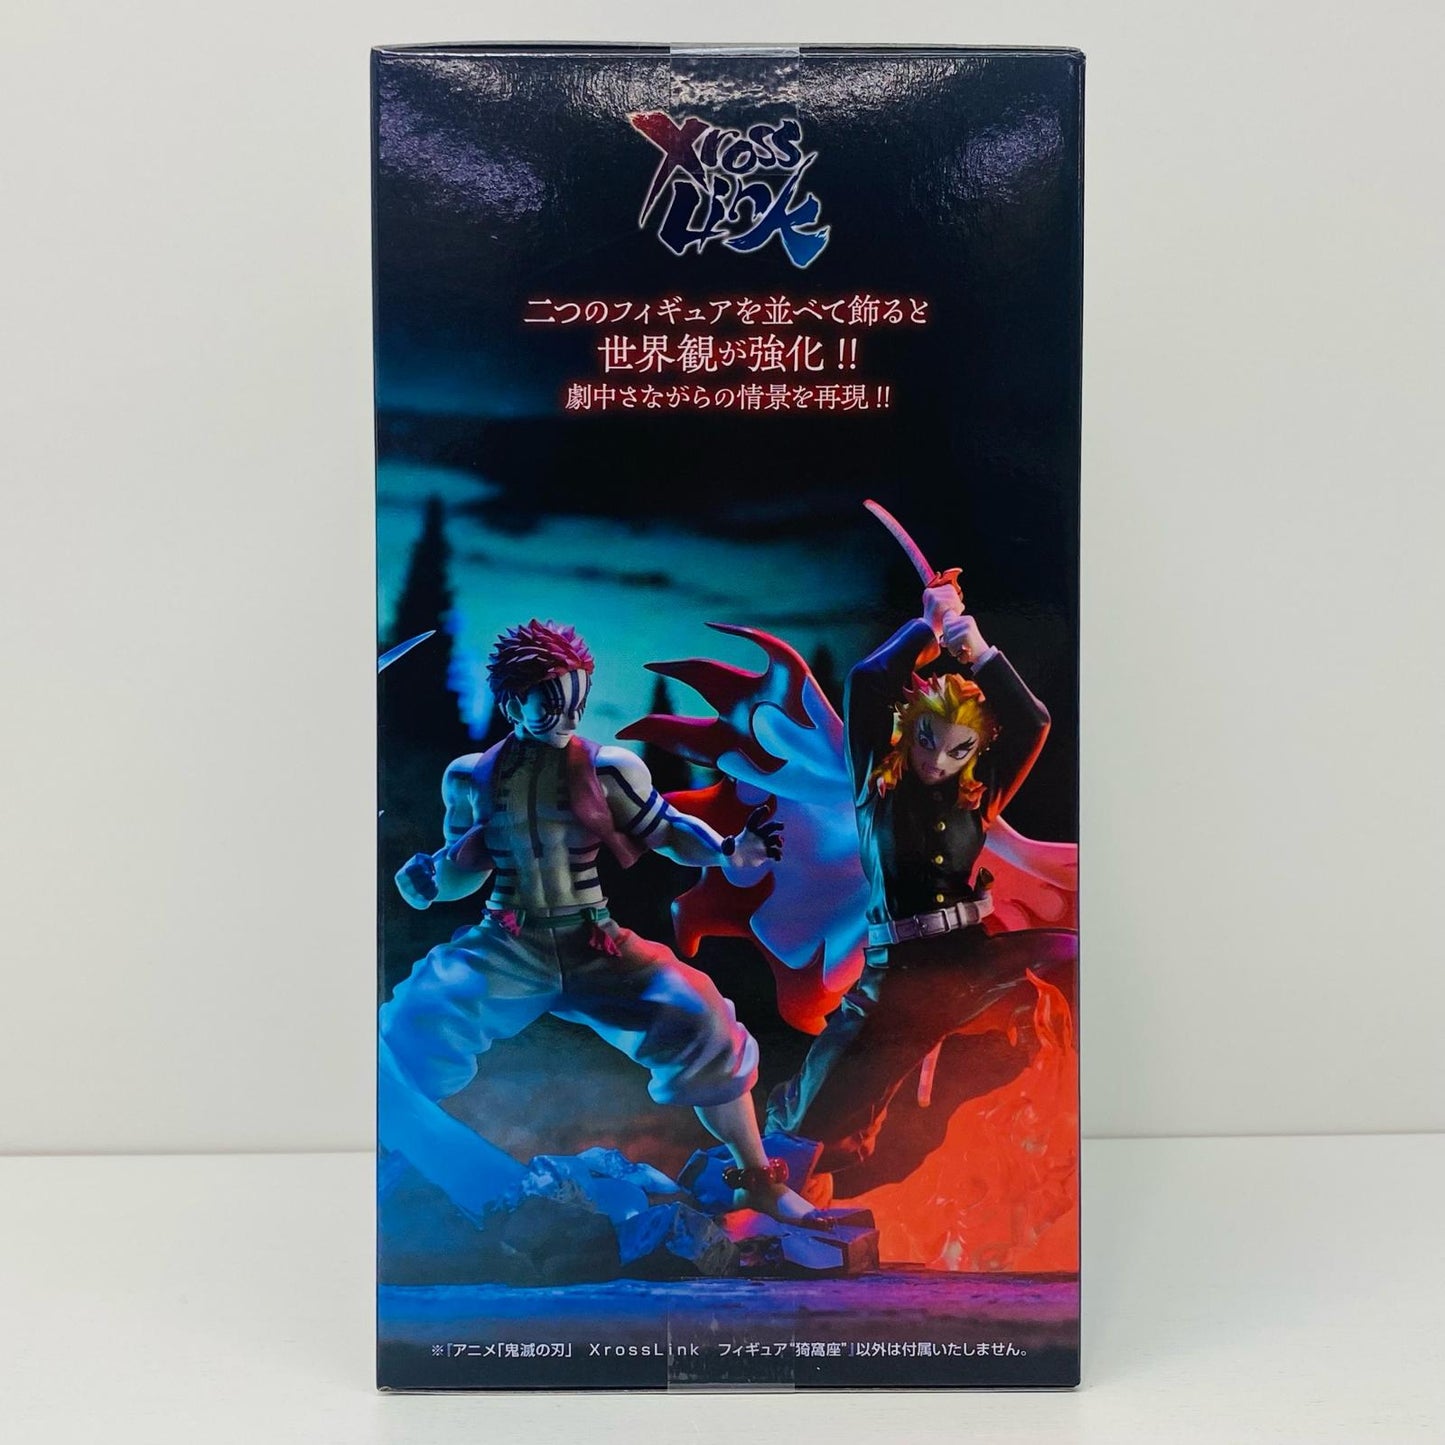 Xross
Link
二つのフィギュアを並べて飾ると
世界観が強化!!
劇中さながらの情景を再現!!
※『アニメ「鬼滅の刃」 XrossLink フィギュア"猗窩座"』以外は付属いたしません。